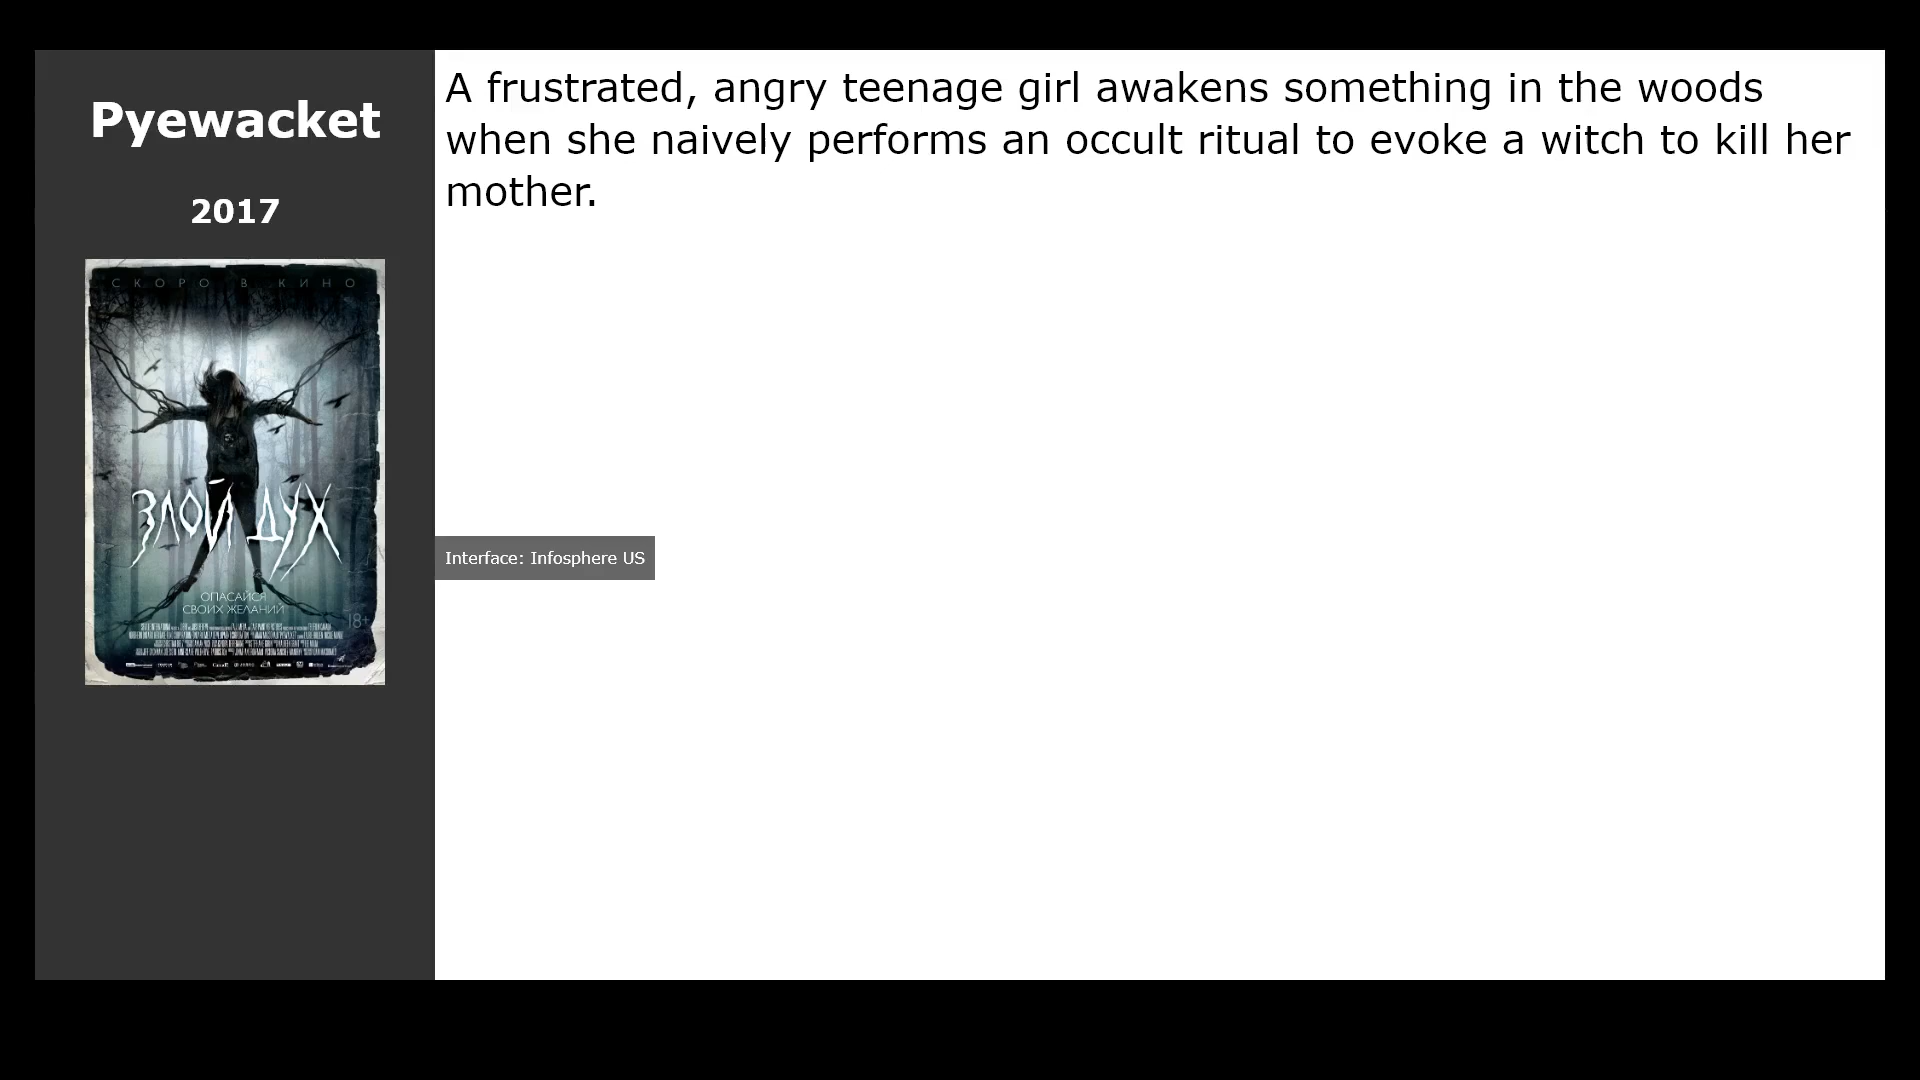 Pyewacket
2017
СКОРО В КИНО
ЗЛОЙ ДУХ
ОПАСАЙСЯ
СВОИХ ЖЕЛАНИЙ
18+
A frustrated, angry teenage girl awakens something in the woods
when she naively performs an occult ritual to evoke a witch to kill her
mother.
Interface: Infosphere US